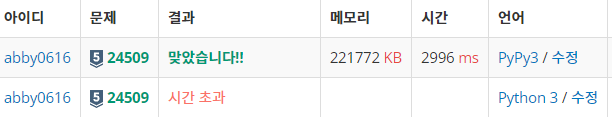 아이디 문제 결과 메모리 시간 언어
abby0616 5 24509 맞았습니다!! 221772 KB 2996 ms PyPy3 / 수정
abby0616 5 24509 시간 초과 Python 3 / 수정